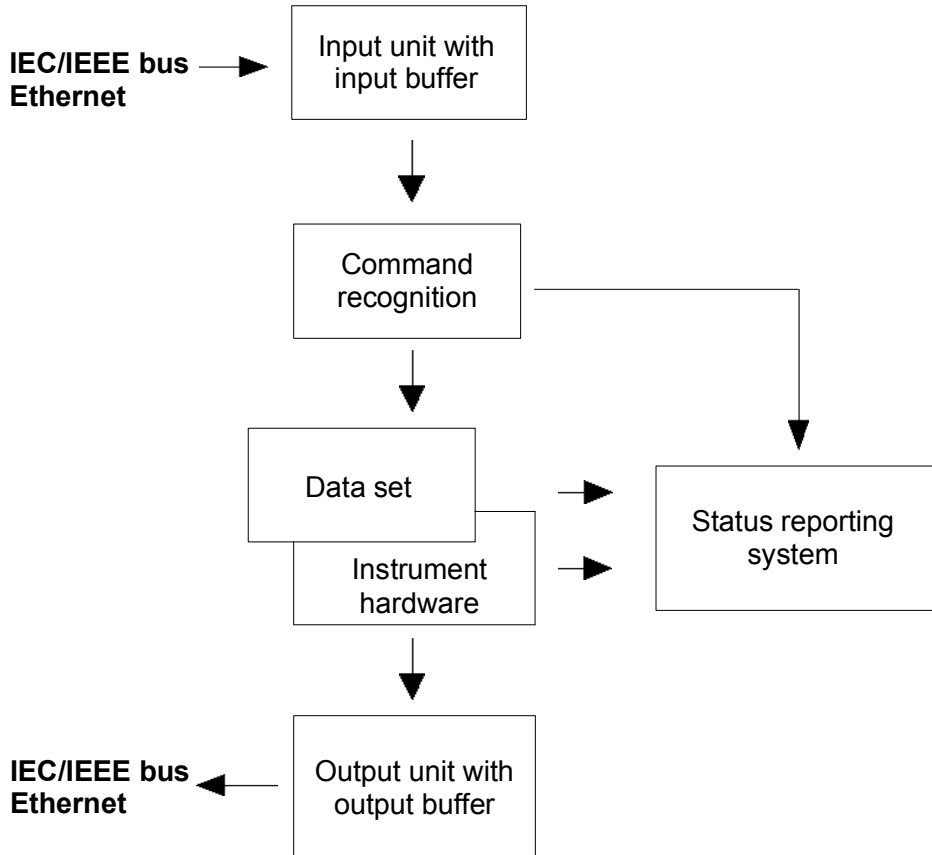 IEC/IEEE bus
Ethernet
Input unit with
input buffer
Command
recognition
Data set
Instrument
hardware
Status reporting
system
IEC/IEEE bus
Ethernet
Output unit with
output buffer